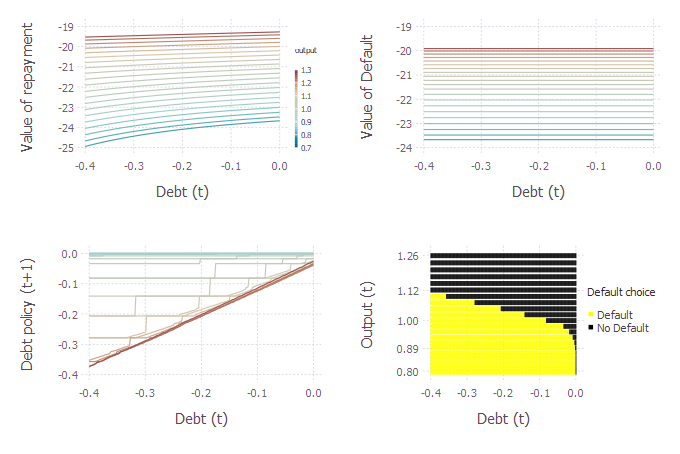 Value of repayment
-19
-20
-21
-22
-23
-24
-25
-0.4 -0.3 -0.2 -0.1 0.0
Debt (t)
output
1.3
1.2
1.1
1.0
0.9
0.8
0.7
Value of Default
-19
-20
-21
-22
-23
-24
-0.4 -0.3 -0.2 -0.1 0.0
Debt (t)
Debt policy (t+1)
0.0
-0.1
-0.2
-0.3
-0.4
-0.4 -0.3 -0.2 -0.1 0.0
Debt (t)
Output (t)
1.26
1.12
1.00
0.89
0.80
-0.4 -0.3 -0.2 -0.1 0.0
Debt (t)
Default choice
Default
No Default